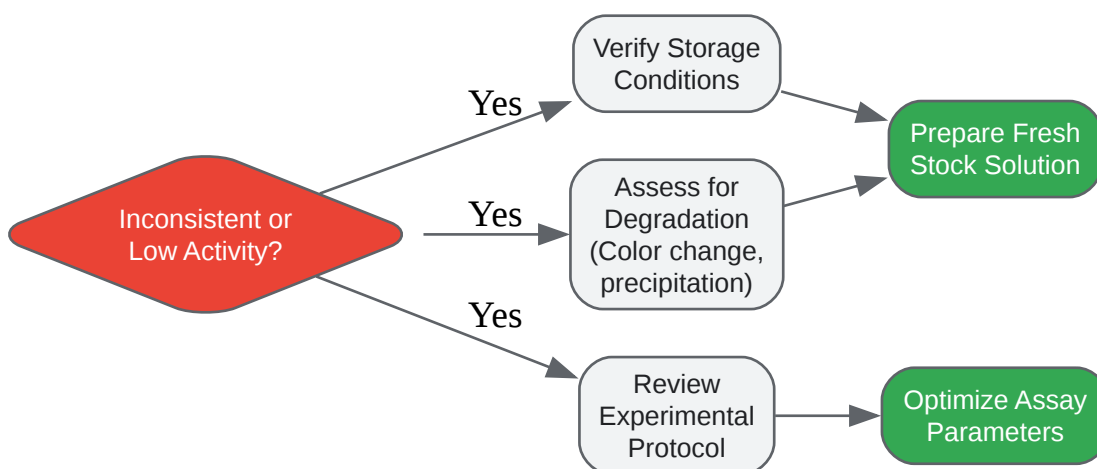 Verify Storage
Conditions
Yes
Prepare Fresh
Stock Solution
Inconsistent or
Low Activity?
Yes
Assess for
Degradation
(Color change,
precipitation)
Yes
Review
Experimental
Protocol
Optimize Assay
Parameters